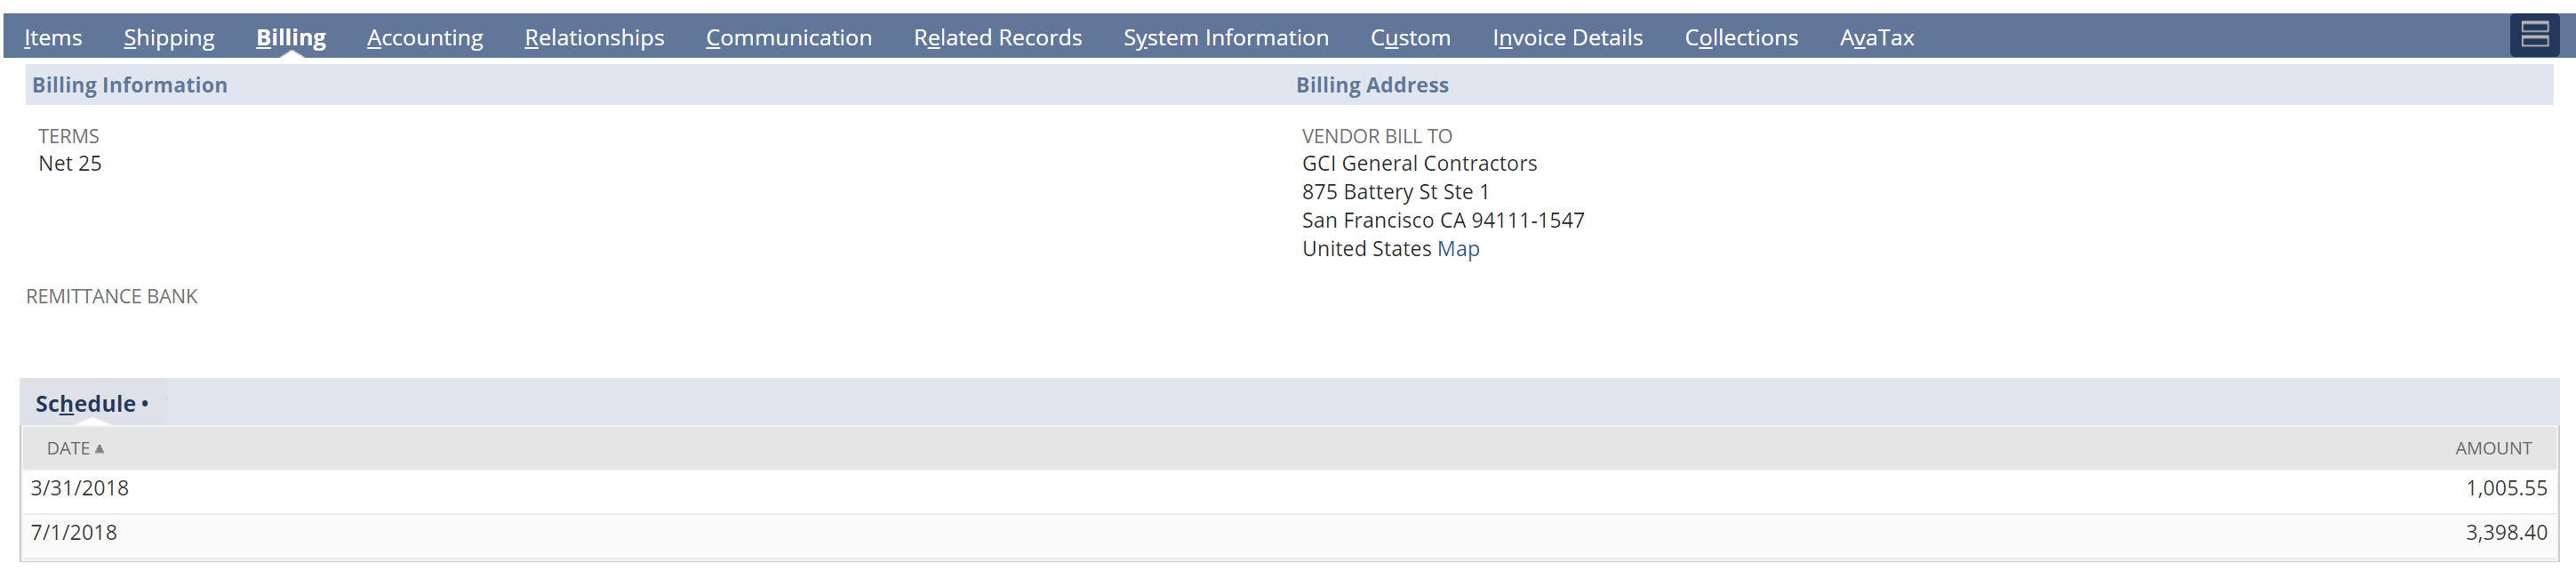 Items Shipping Billing Accounting Relationships Communication Related Records System Information Custom Invoice Details Collections AvaTax
Billing Information
TERMS
Net 25
REMITTANCE BANK
Billing Address
VENDOR BILL TO
GCI General Contractors
875 Battery St Ste 1
San Francisco CA 94111-1547
United States Map
Schedule •
DATE ▲ AMOUNT
3/31/2018 1,005.55
7/1/2018 3,398.40